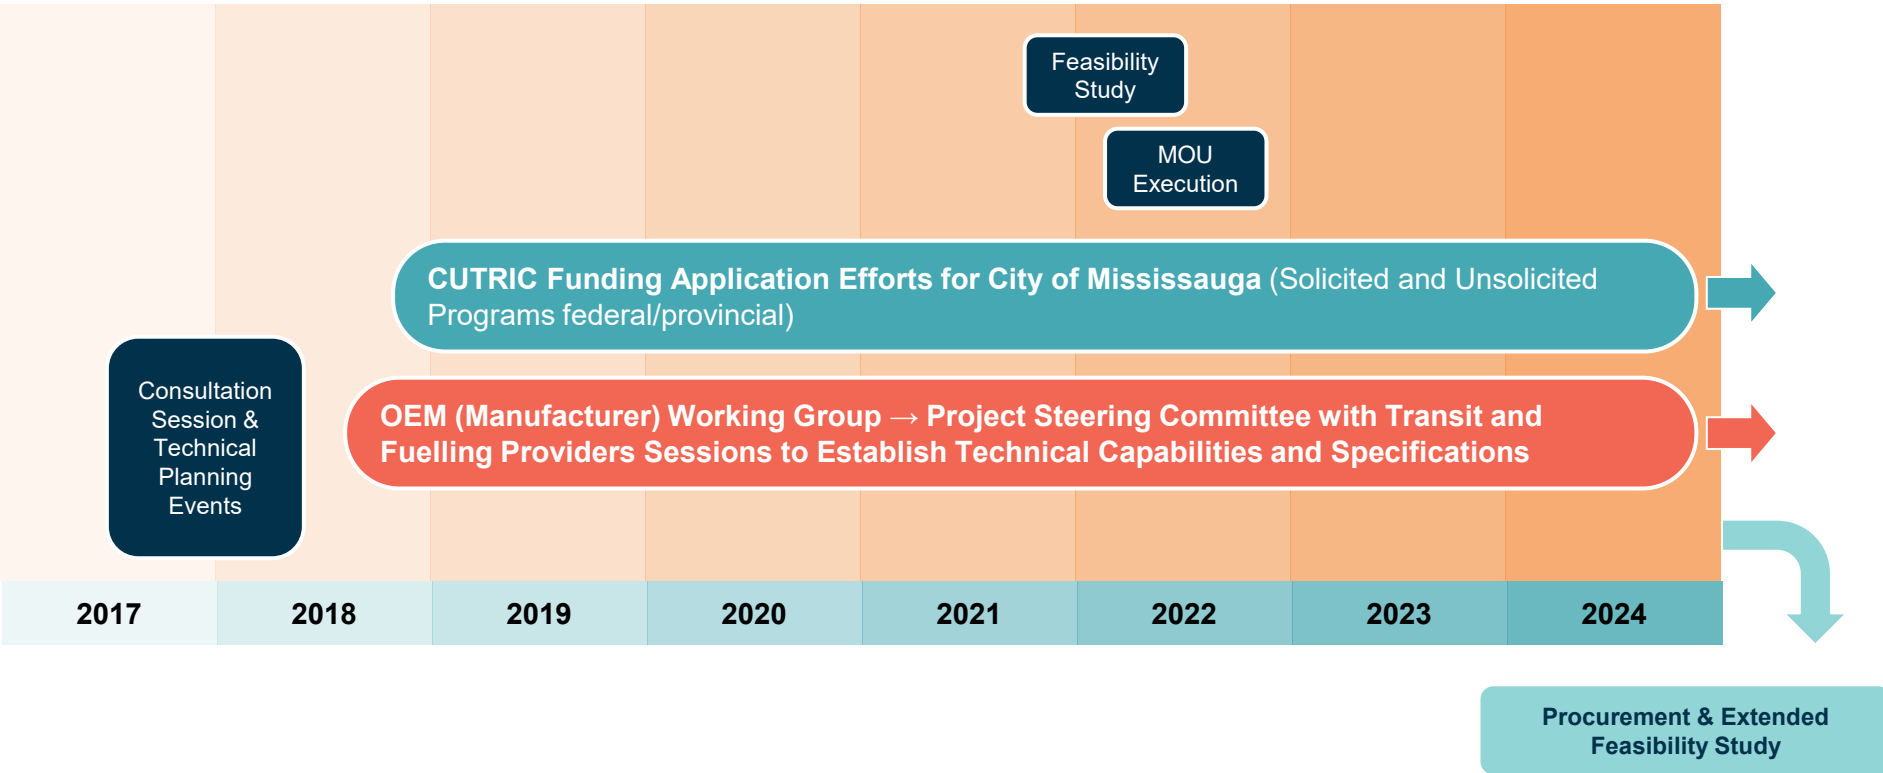 Feasibility
Study
MOU
Execution
CUTRIC Funding Application Efforts for City of Mississauga (Solicited and Unsolicited
Programs federal/provincial)
Consultation
Session &
Technical
Planning
Events
OEM (Manufacturer) Working Group → Project Steering Committee with Transit and
Fuelling Providers Sessions to Establish Technical Capabilities and Specifications
2017
2018
2019
2020
2021
2022
2023
2024
Procurement & Extended
Feasibility Study